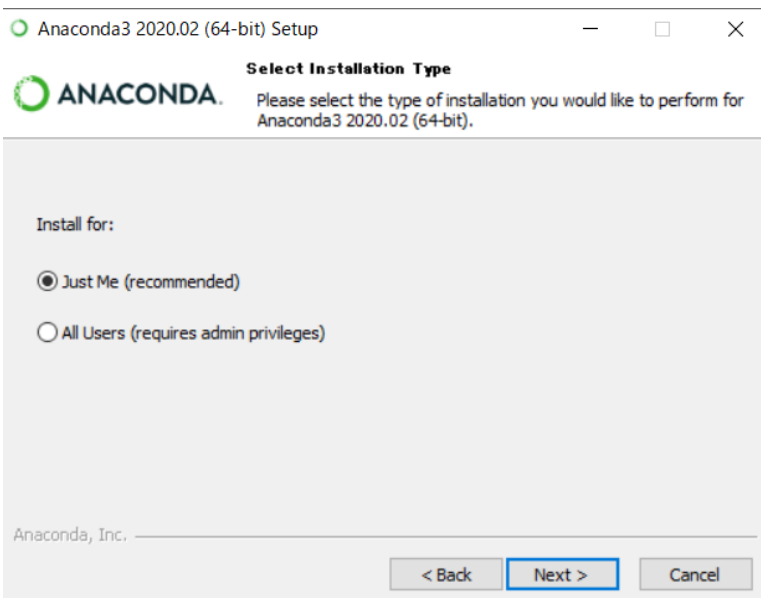 Anaconda3 2020.02 (64-bit) Setup
ANACONDA.
Select Installation Type
Please select the type of installation you would like to perform for
Anaconda3 2020.02 (64-bit).
Install for:
Just Me (recommended)
All Users (requires admin privileges)
Anaconda, Inc.
< Back
Next >
Cancel